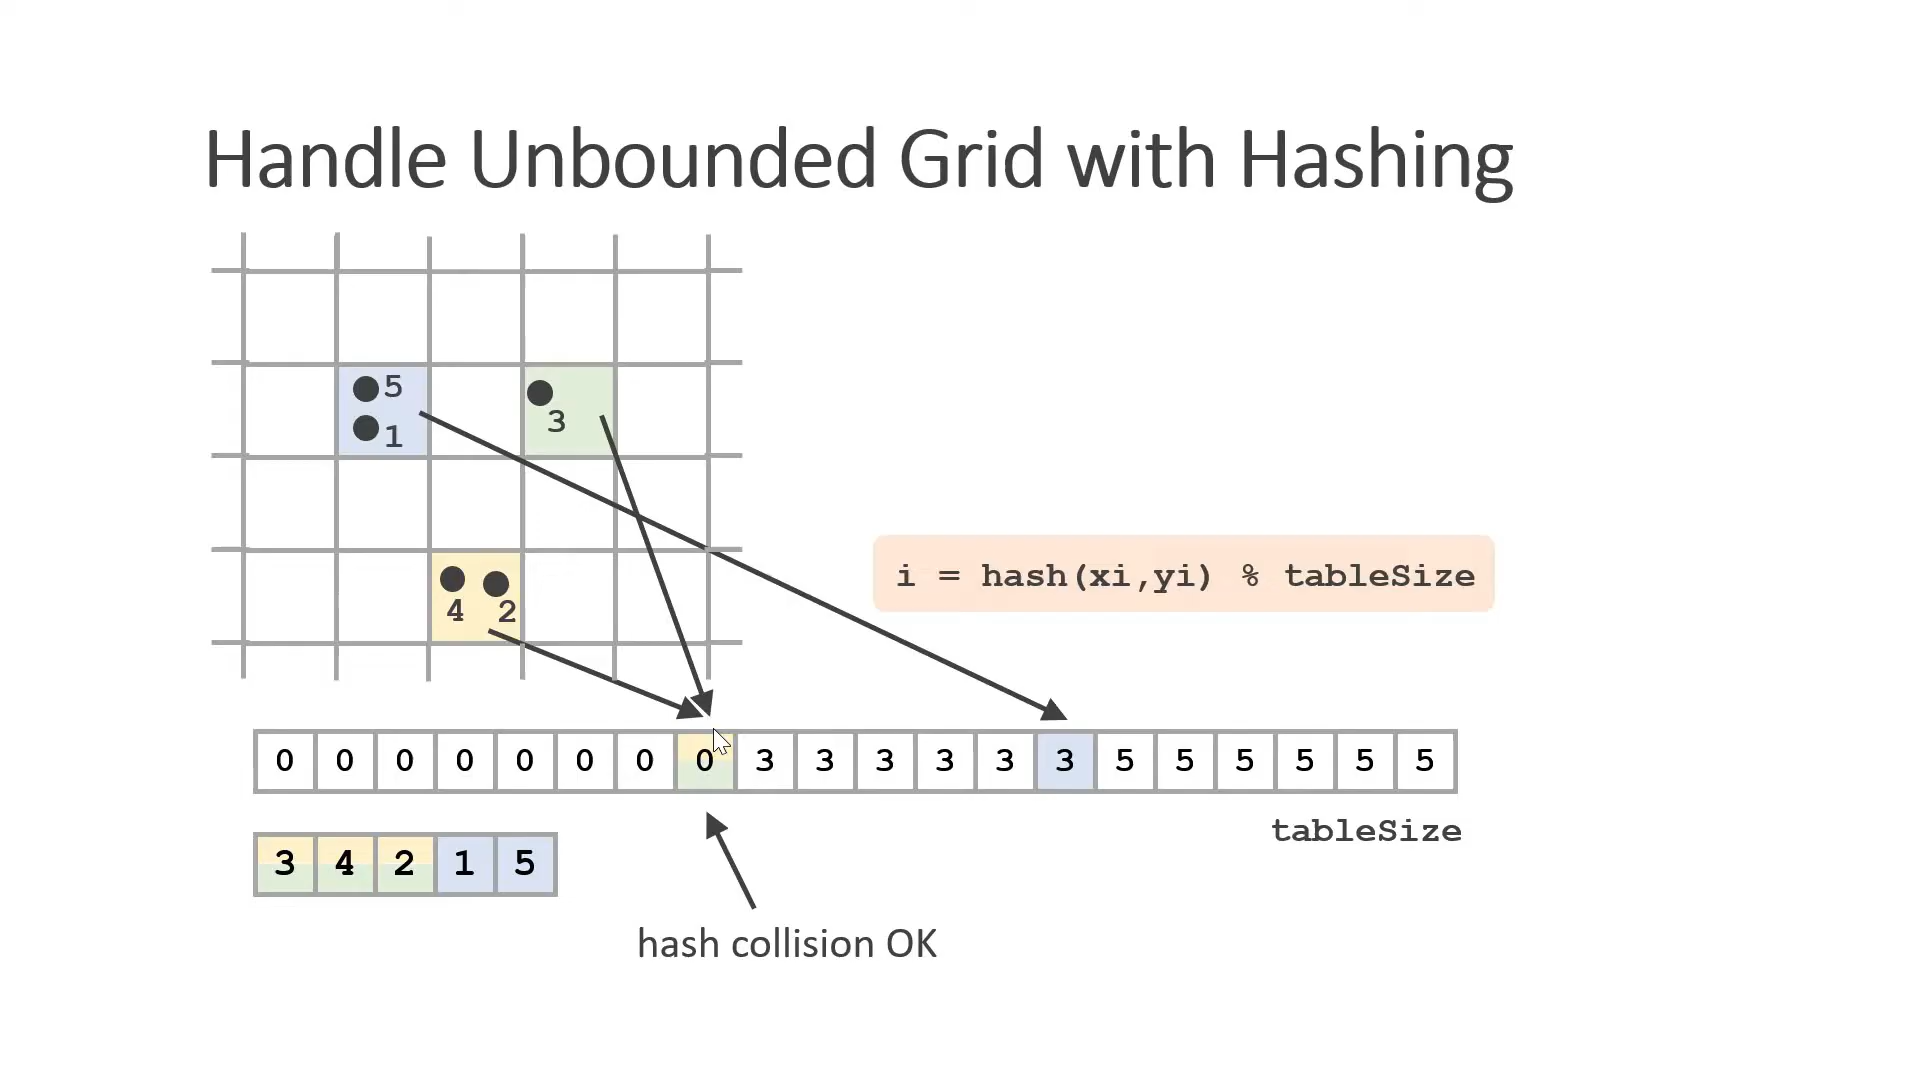 Handle Unbounded Grid with Hashing
5
1
3
4 2
i = hash(xi,yi) % tableSize
0 0 0 0 0 0 0 0 3 3 3 3 3 3 5 5 5 5 5 5
tableSize
3 4 2 1 5
hash collision OK